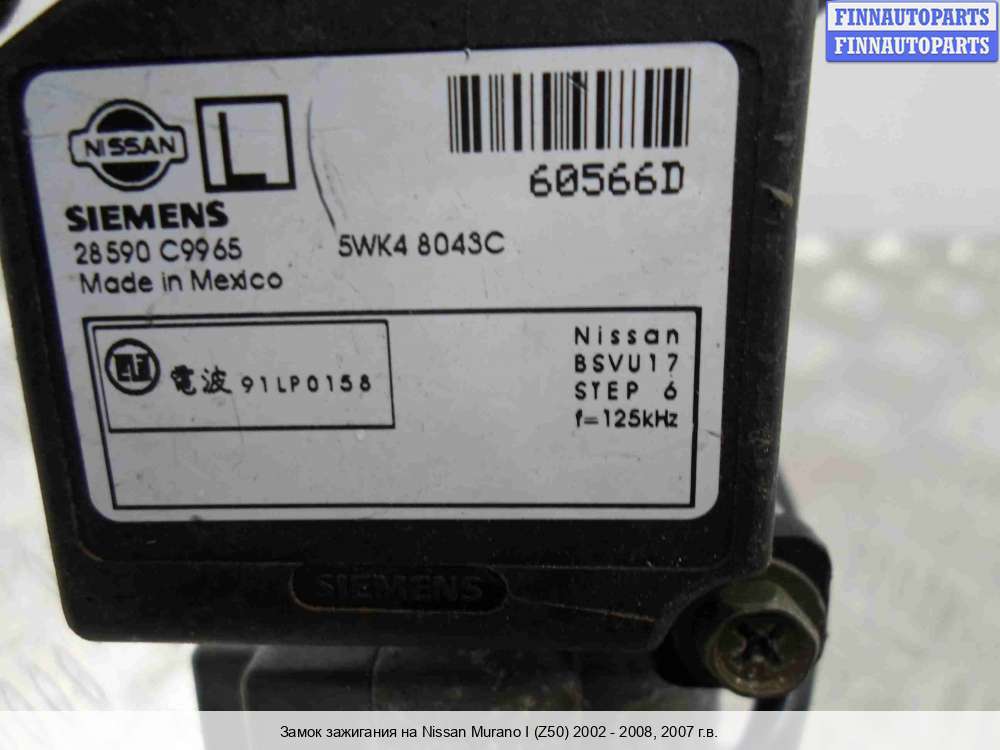 FINNAUTOPARTS
FINNAUTOPARTS
NISSAN
L
60566D
SIEMENS
28590 C9965
5WK4 8043C
Made in Mexico
Nissan
BSVU17
STEP 6
f=125kHz
電波 91LP0158
SIEMENS
Замок зажигания на Nissan Murano I (Z50) 2002 - 2008, 2007 г.в.